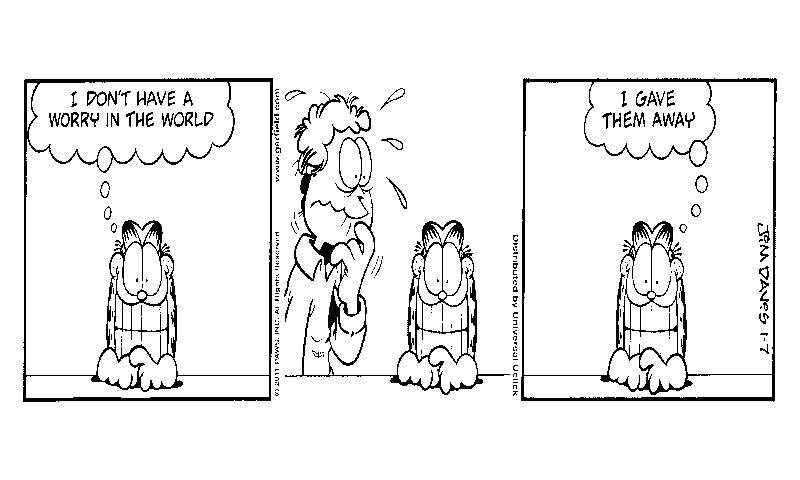 I DON'T HAVE A
WORRY IN THE WORLD
© 2011 PAWS, INC. All Rights Reserved.
www.garfield.com
Distributed by Universal Uclick
I GAVE
THEM AWAY
JIM DAVIS 1-7